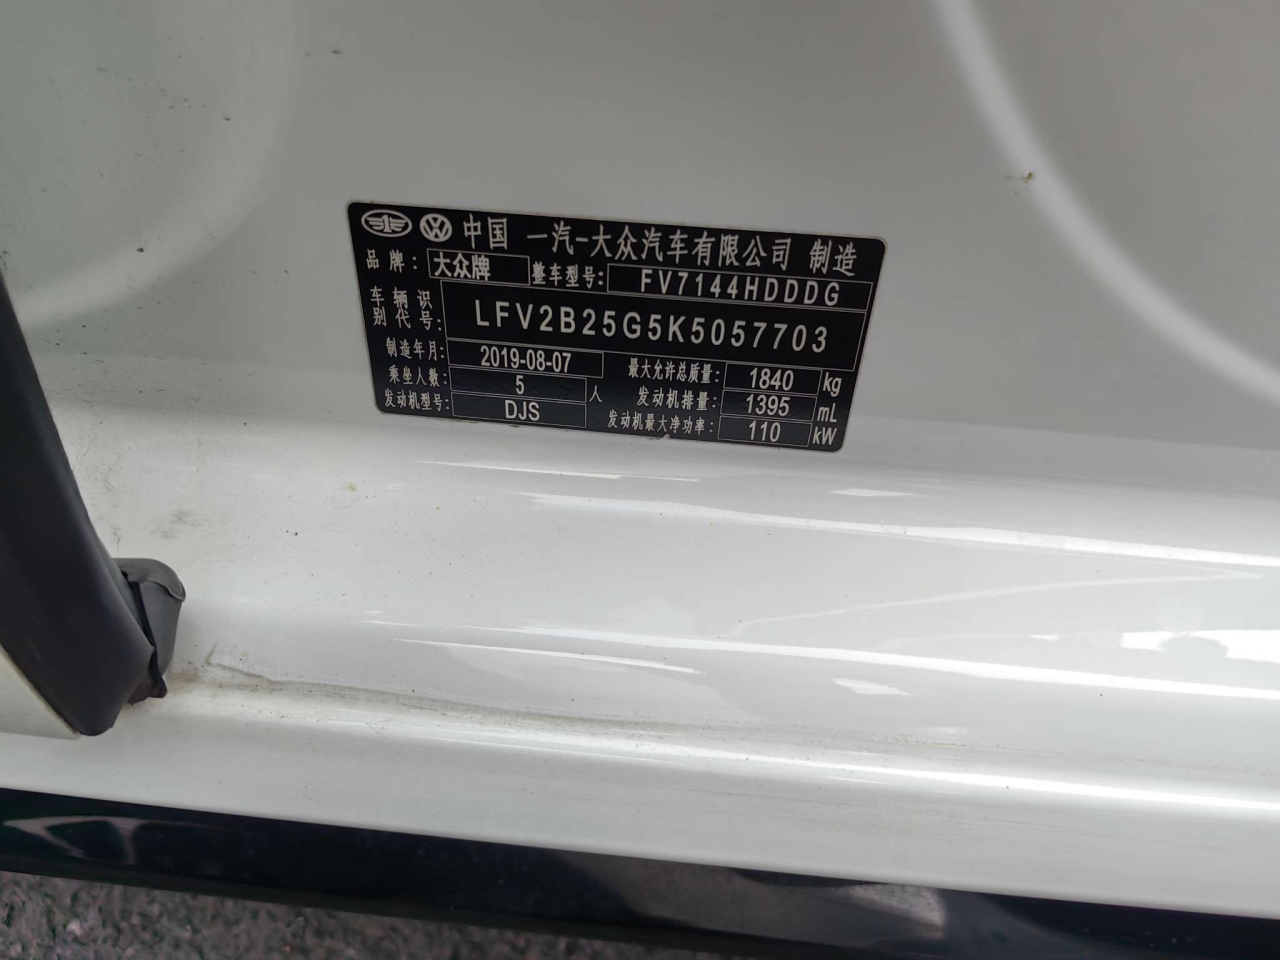 中国 一汽-大众汽车有限公司 制造
品牌: 大众牌 整车型号: FV7144HDDDG
车辆识别代号: LFV2B25G5K5057703
制造年月: 2019-08-07 最大允许总质量: 1840 kg
乘坐人数: 5 人 发动机排量: 1395 mL
发动机型号: DJS 发动机最大净功率: 110 kW